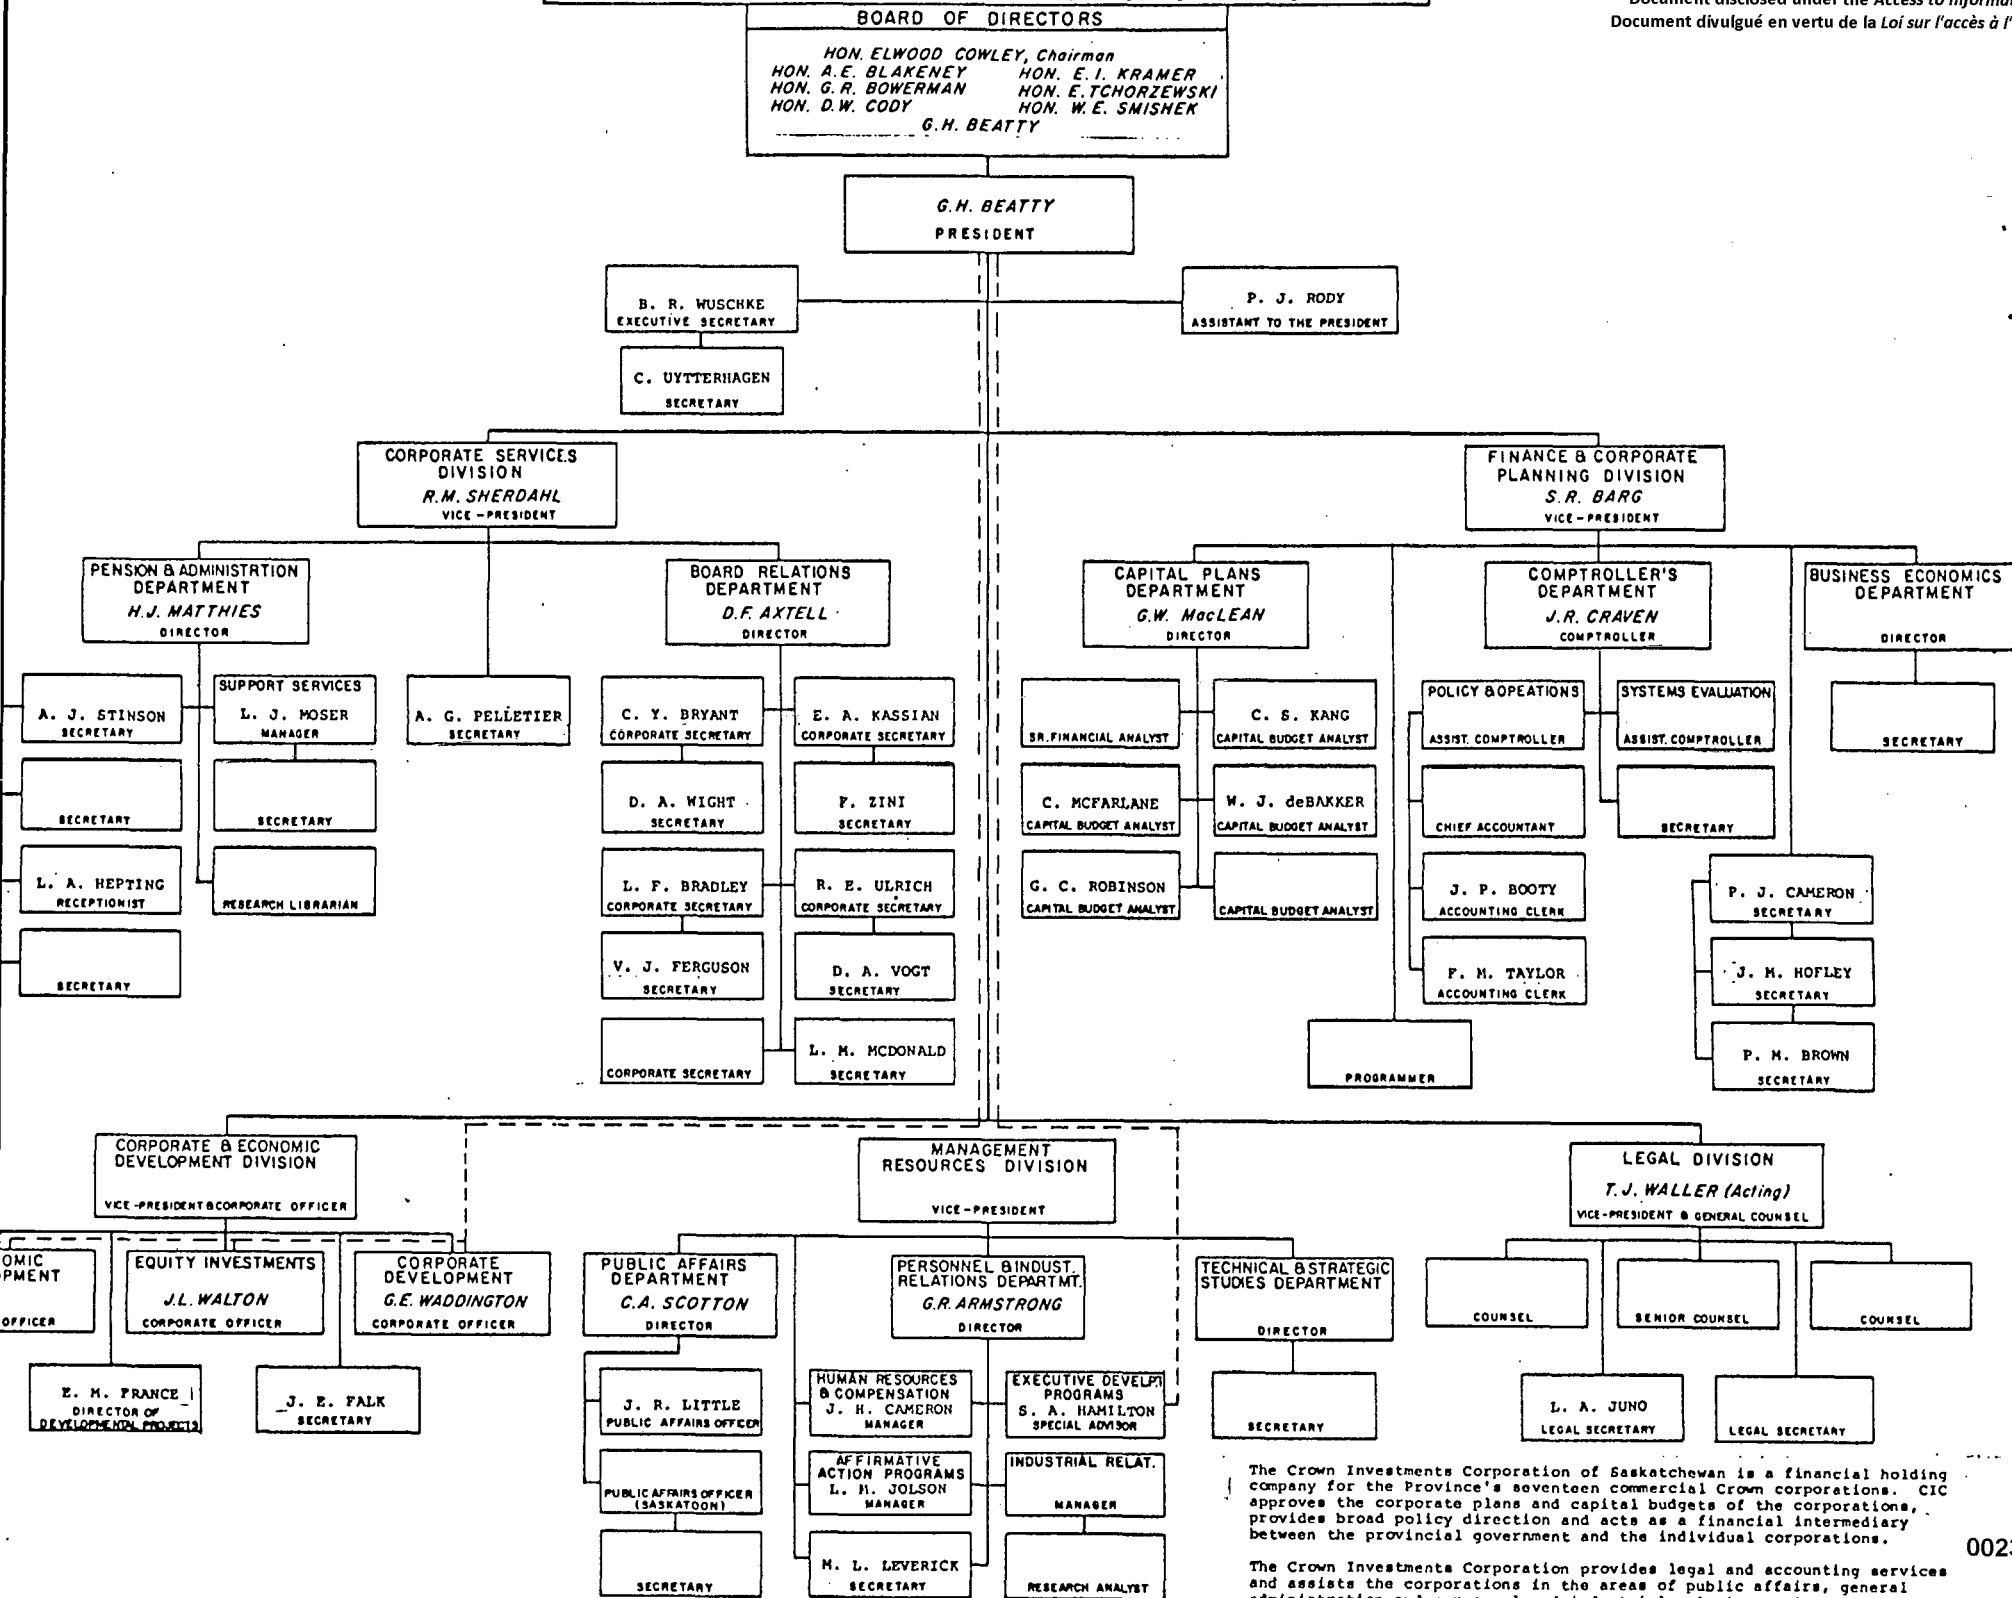 Document disclosed under the Access to Informat
Document divulgué en vertu de la Loi sur l'accès à l'
BOARD OF DIRECTORS
HON. ELWOOD COWLEY, Chairman
HON. A.E. BLAKENEY HON. E.I. KRAMER
HON. G.R. BOWERMAN HON. E. TCHORZEWSKI
HON. D.W. CODY HON. W.E. SMISHEK
G.H. BEATTY
G.H. BEATTY
PRESIDENT
B. R. WUSCHKE
EXECUTIVE SECRETARY
P. J. RODY
ASSISTANT TO THE PRESIDENT
C. UYTTERHAGEN
SECRETARY
CORPORATE SERVICES
DIVISION
R.M. SHERDAHL
VICE-PRESIDENT
FINANCE & CORPORATE
PLANNING DIVISION
S.R. BARG
VICE-PRESIDENT
PENSION & ADMINISTRTION
DEPARTMENT
H.J. MATTHIES
DIRECTOR
BOARD RELATIONS
DEPARTMENT
D.F. AXTELL
DIRECTOR
CAPITAL PLANS
DEPARTMENT
G.W. MacLEAN
DIRECTOR
COMPTROLLER'S
DEPARTMENT
J.R. CRAVEN
COMPTROLLER
BUSINESS ECONOMICS
DEPARTMENT
DIRECTOR
A. J. STINSON
SECRETARY
SUPPORT SERVICES
L. J. MOSER
MANAGER
A. G. PELLETIER
SECRETARY
C. Y. BRYANT
CORPORATE SECRETARY
E. A. KASSIAN
CORPORATE SECRETARY
SR. FINANCIAL ANALYST
C. S. KANG
CAPITAL BUDGET ANALYST
POLICY & OPEATIONS
ASSIST. COMPTROLLER
SYSTEMS EVALUATION
ASSIST. COMPTROLLER
SECRETARY
SECRETARY
SECRETARY
D. A. WIGHT
SECRETARY
F. ZINI
SECRETARY
C. MCFARLANE
CAPITAL BUDGET ANALYST
W. J. deBAKKER
CAPITAL BUDGET ANALYST
CHIEF ACCOUNTANT
SECRETARY
L. A. HEPTING
RECEPTIONIST
RESEARCH LIBRARIAN
L. F. BRADLEY
CORPORATE SECRETARY
R. E. ULRICH
CORPORATE SECRETARY
G. C. ROBINSON
CAPITAL BUDGET ANALYST
CAPITAL BUDGET ANALYST
J. P. BOOTY
ACCOUNTING CLERK
P. J. CAMERON
SECRETARY
SECRETARY
V. J. FERGUSON
SECRETARY
D. A. VOGT
SECRETARY
F. M. TAYLOR
ACCOUNTING CLERK
J. M. HOFLEY
SECRETARY
CORPORATE SECRETARY
L. M. MCDONALD
SECRETARY
PROGRAMMER
P. M. BROWN
SECRETARY
CORPORATE & ECONOMIC
DEVELOPMENT DIVISION
VICE-PRESIDENT & CORPORATE OFFICER
MANAGEMENT
RESOURCES DIVISION
VICE-PRESIDENT
LEGAL DIVISION
T.J. WALLER (Acting)
VICE-PRESIDENT & GENERAL COUNSEL
OMIC
PMENT
OFFICER
EQUITY INVESTMENTS
J.L. WALTON
CORPORATE OFFICER
CORPORATE
DEVELOPMENT
G.E. WADDINGTON
CORPORATE OFFICER
PUBLIC AFFAIRS
DEPARTMENT
C.A. SCOTTON
DIRECTOR
PERSONNEL & INDUST.
RELATIONS DEPARTMT.
G.R. ARMSTRONG
DIRECTOR
TECHNICAL & STRATEGIC
STUDIES DEPARTMENT
DIRECTOR
COUNSEL
SENIOR COUNSEL
COUNSEL
E. M. FRANCE
DIRECTOR OF
DEVELOPMENTAL PROJECTS
J. E. FALK
SECRETARY
J. R. LITTLE
PUBLIC AFFAIRS OFFICER
HUMAN RESOURCES
& COMPENSATION
J. H. CAMERON
MANAGER
EXECUTIVE DEVELPT
PROGRAMS
S. A. HAMILTON
SPECIAL ADVISOR
SECRETARY
L. A. JUNO
LEGAL SECRETARY
LEGAL SECRETARY
PUBLIC AFFAIRS OFFICER
(SASKATOON)
AFFIRMATIVE
ACTION PROGRAMS
L. M. JOLSON
MANAGER
INDUSTRIAL RELAT.
MANAGER
SECRETARY
M. L. LEVERICK
SECRETARY
RESEARCH ANALYST
The Crown Investments Corporation of Saskatchewan is a financial holding
company for the Province's seventeen commercial Crown corporations. CIC
approves the corporate plans and capital budgets of the corporations,
provides broad policy direction and acts as a financial intermediary
between the provincial government and the individual corporations.
0023
The Crown Investments Corporation provides legal and accounting services
and assists the corporations in the areas of public affairs, general